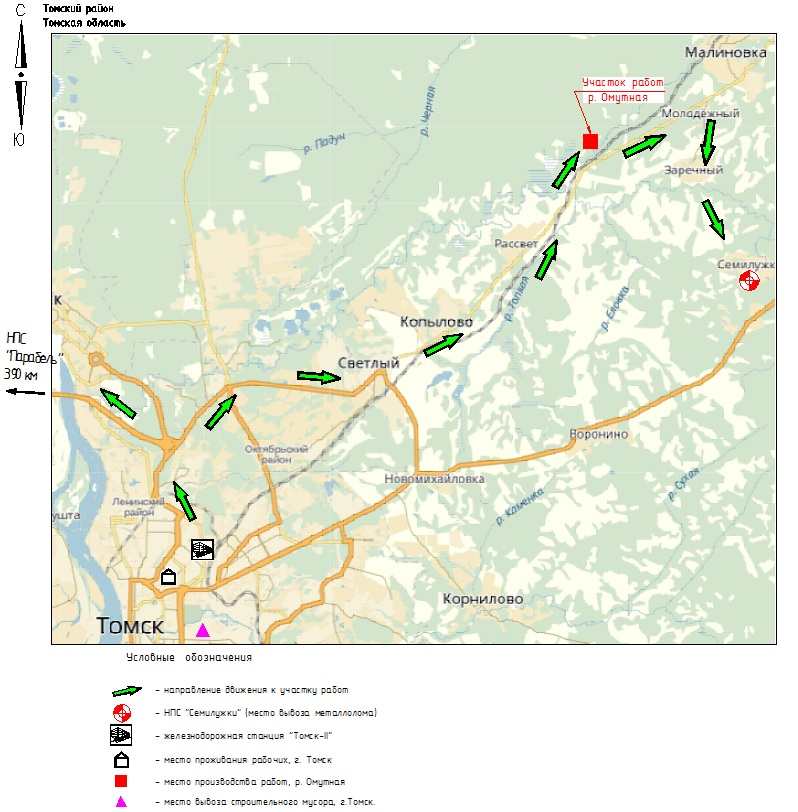 С
Томский район
Томская область
Ю
Малиновка
Участок работ
р. Омутная
Молодёжный
р. Черная
р. Падун
Заречный
Рассвет
Семилужк
к
р. Топкая
р. Еловка
Копылово
НПС
"Парабель"
390 км
Светлый
Октябрьский
район
Воронино
Новомихайловка
р. Сухая
Ленинский
район
р. Каменка
ушта
Корнилово
Томск
Условные обозначения
– направление движения к участку работ
– НПС "Семилужки" (место вывоза металлолома)
– железнодорожная станция "Томск-II"
– место проживания рабочих, г. Томск
– место производства работ, р. Омутная
– место вывоза строительного мусора, г.Томск.